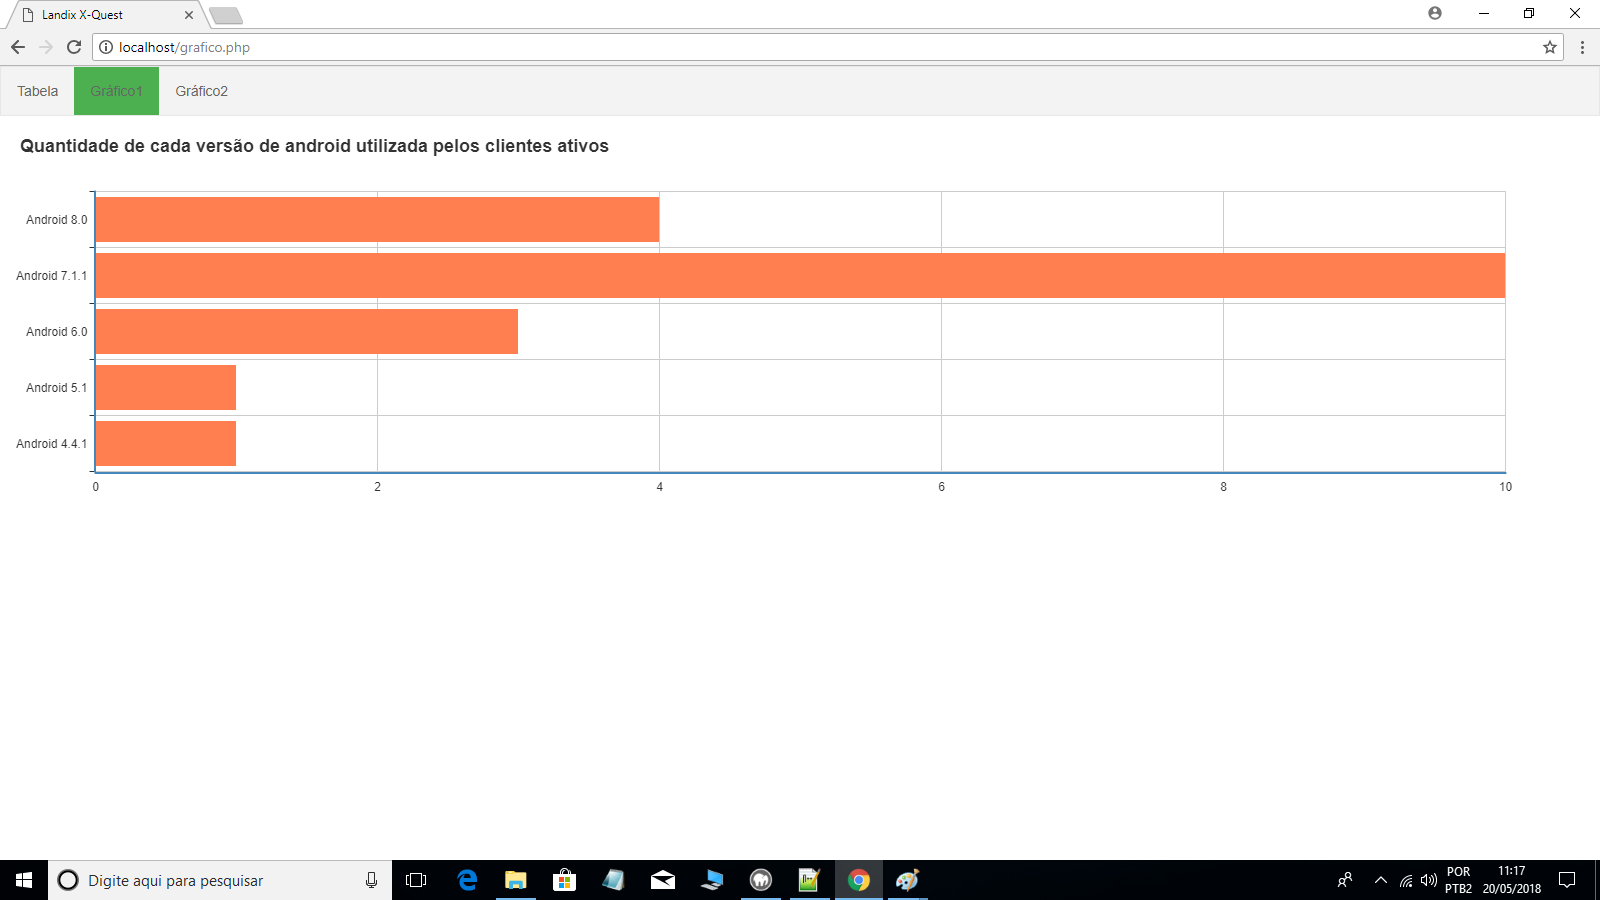 Landix X-Quest
localhost/grafico.php
Tabela Gráfico1 Gráfico2
Quantidade de cada versão de android utilizada pelos clientes ativos
Android 8.0
Android 7.1.1
Android 6.0
Android 5.1
Android 4.4.1
0 2 4 6 8 10
Digite aqui para pesquisar
POR
PTB2
11:17
20/05/2018